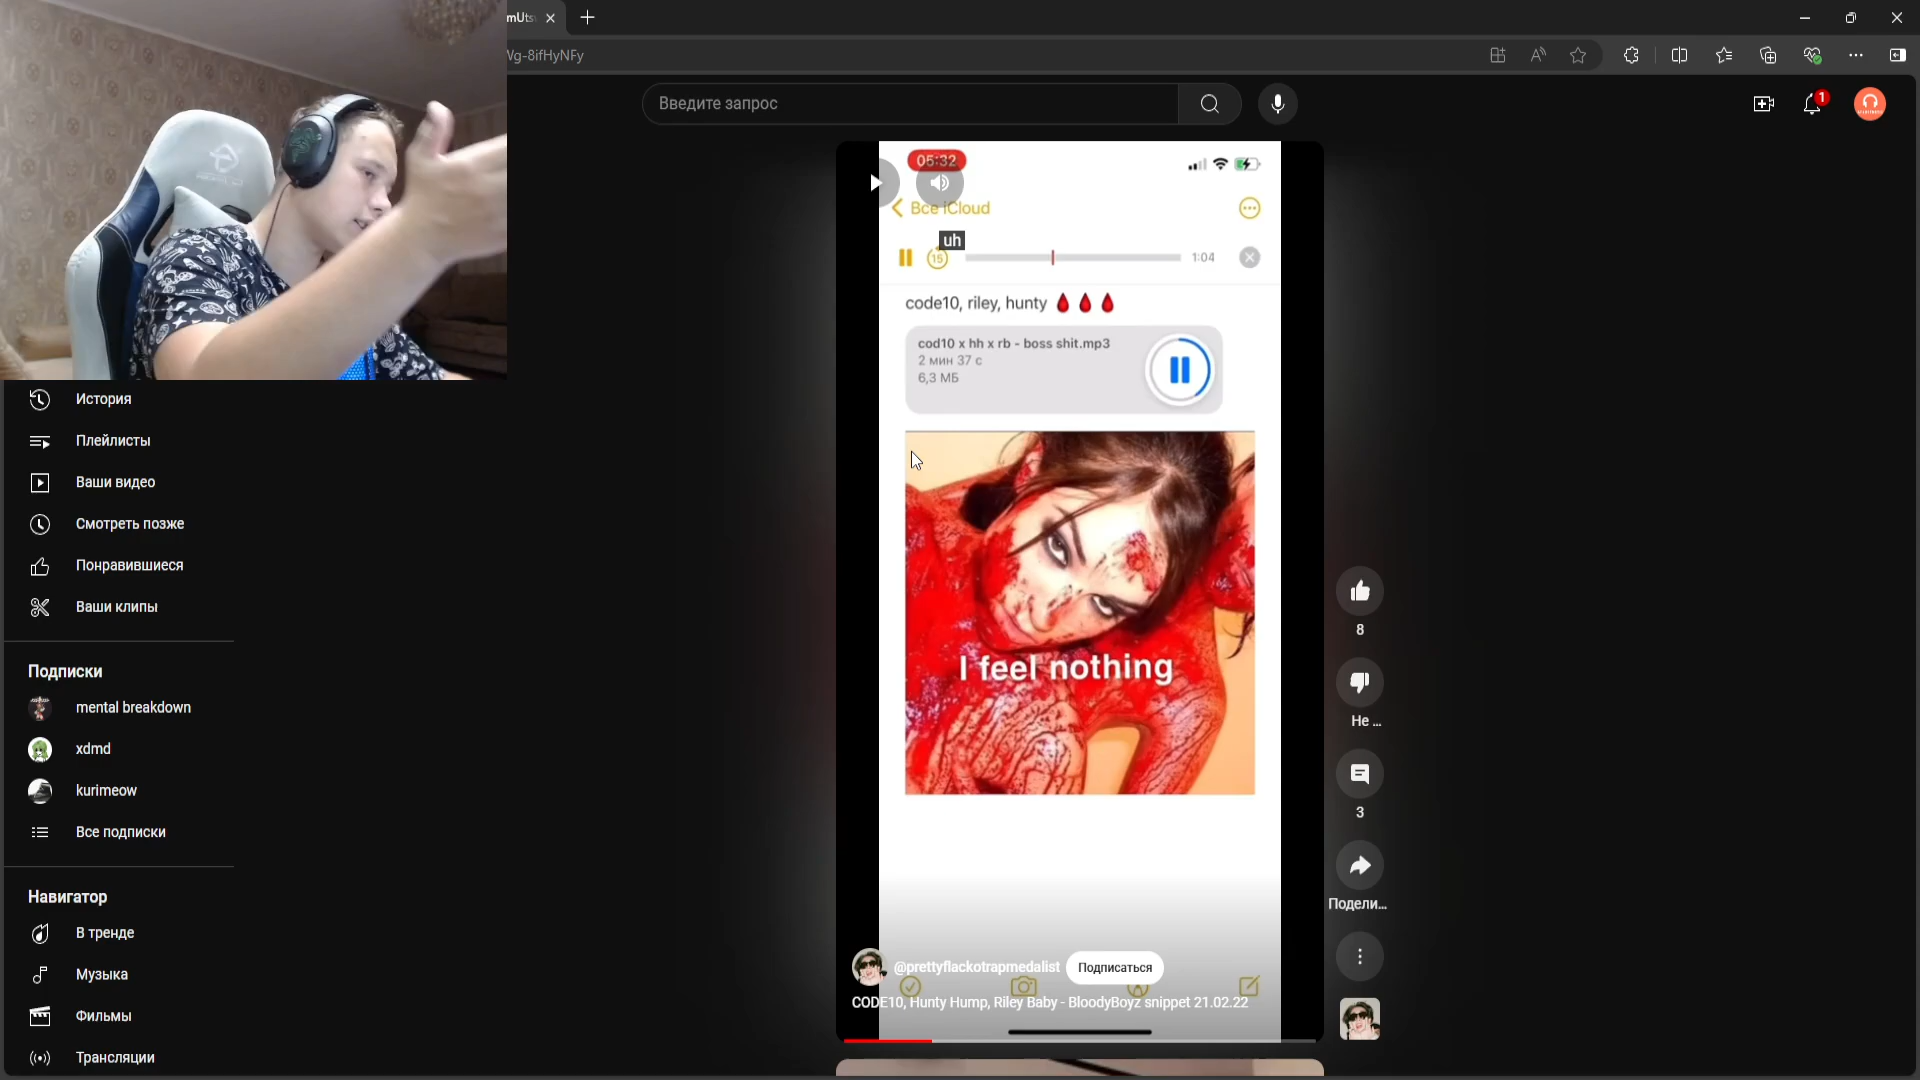 mUts
Vg-8ifHyNFy
Введите запрос
1
05:32
Все iCloud
uh
15
1:04
code10, riley, hunty
cod10 x hh x rb - boss shit.mp3
2 мин 37 с
6,3 МБ
I feel nothing
История
Плейлисты
Ваши видео
Смотреть позже
Понравившиеся
Ваши клипы
Подписки
mental breakdown
xdmd
kurimeow
Все подписки
Навигатор
В тренде
Музыка
Фильмы
Трансляции
8
Не ...
3
Подели...
@prettyflackotrapmedalist
Подписаться
CODE10, Hunty Hump, Riley Baby - BloodyBoyz snippet 21.02.22